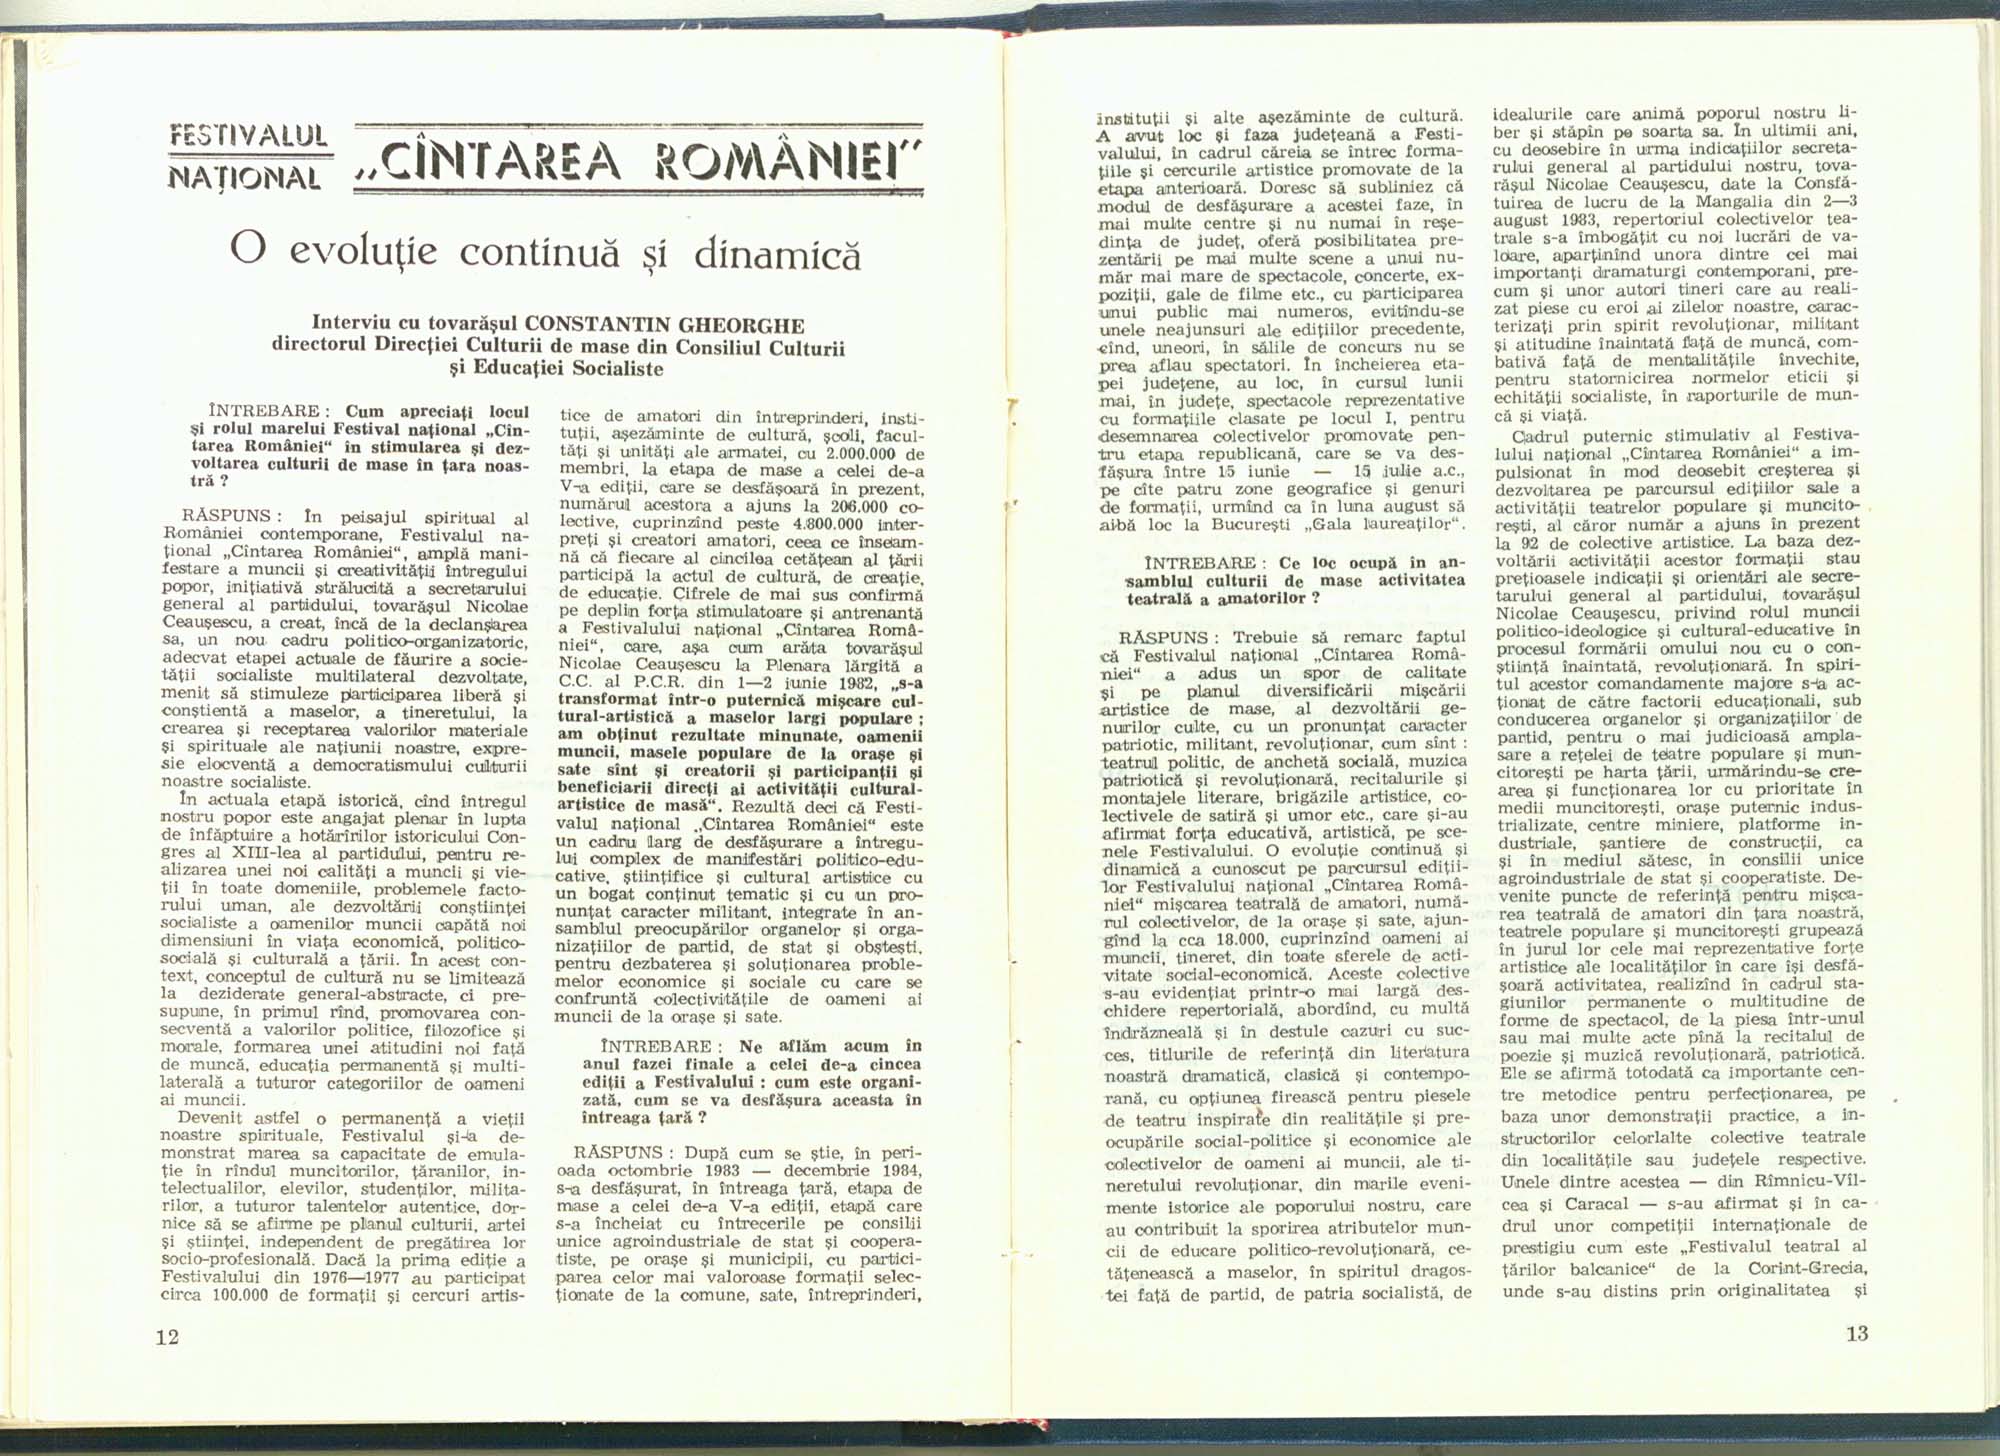 FESTIVALUL
NAȚIONAL
„CÎNTAREA ROMÂNIEI”
O evoluție continuă și dinamică
Interviu cu tovarășul CONSTANTIN GHEORGHE
directorul Direcției Culturii de mase din Consiliul Culturii
și Educației Socialiste
ÎNTREBARE : Cum apreciați locul
și rolul marelui Festival național „Cîn-
tarea României“ în stimularea și dez-
voltarea culturii de mase în țara noas-
tră ?
RĂSPUNS : În peisajul spiritual al
României contemporane, Festivalul na-
țional „Cîntarea României“, amplă mani-
festare a muncii și creativității întregului
popor, inițiativă strălucită a secretarului
general al partidului, tovarășul Nicolae
Ceaușescu, a creat, încă de la declanșarea
sa, un nou cadru politico-organizatoric,
adecvat etapei actuale de făurire a socie-
tății socialiste multilateral dezvoltate,
menit să stimuleze participarea liberă și
conștientă a maselor, a tineretului, la
crearea și receptarea valorilor materiale
și spirituale ale națiunii noastre, expre-
sie elocventă a democratismului culturii
noastre socialiste.
În actuala etapă istorică, cînd întregul
nostru popor este angajat plenar în lupta
de înfăptuire a hotărîrilor istoricului Con-
gres al XIII-lea al partidului, pentru re-
alizarea unei noi calități a muncii și vie-
ții în toate domeniile, problemele facto-
rului uman, ale dezvoltării conștiinței
socialiste a oamenilor muncii capătă noi
dimensiuni în viața economică, politico-
socială și culturală a țării. În acest con-
text, conceptul de cultură nu se limitează
la deziderate general-abstracte, ci pre-
supune, în primul rînd, promovarea con-
secventă a valorilor politice, filozofice și
morale, formarea unei atitudini noi față
de muncă, educația permanentă și multi-
laterală a tuturor categoriilor de oameni
ai muncii.
Devenit astfel o permanență a vieții
noastre spirituale, Festivalul și-a de-
monstrat marea sa capacitate de emula-
ție în rîndul muncitorilor, țăranilor, in-
telectualilor, elevilor, studenților, milita-
rilor, a tuturor talentelor autentice, dor-
nice să se afirme pe planul culturii, artei
și științei, independent de pregătirea lor
socio-profesională. Dacă la prima ediție a
Festivalului din 1976—1977 au participat
circa 100.000 de formații și cercuri artis-
tice de amatori din întreprinderi, insti-
tuții, așezăminte de cultură, școli, facul-
tăți și unități ale armatei, cu 2.000.000 de
membri, la etapa de mase a celei de-a
V-a ediții, care se desfășoară în prezent,
numărul acestora a ajuns la 206.000 co-
lective, cuprinzînd peste 4.800.000 inter-
preți și creatori amatori, ceea ce înseam-
nă că fiecare al cincilea cetățean al țării
participă la actul de cultură, de creație,
de educație. Cifrele de mai sus confirmă
pe deplin forța stimulatoare și antrenantă
a Festivalului național „Cîntarea Româ-
niei“, care, așa cum arăta tovarășul
Nicolae Ceaușescu la Plenara lărgită a
C.C. al P.C.R. din 1—2 iunie 1982, „s-a
transformat într-o puternică mișcare cul-
tural-artistică a maselor largi populare ;
am obținut rezultate minunate, oamenii
muncii, masele populare de la orașe și
sate sînt și creatorii și participanții și
beneficiarii direcți ai activității cultural-
artistice de masă“. Rezultă deci că Festi-
valul național „Cîntarea României“ este
un cadru larg de desfășurare a întregu-
lui complex de manifestări politico-edu-
cative, științifice și cultural artistice cu
un bogat conținut tematic și cu un pro-
nunțat caracter militant, integrate în an-
samblul preocupărilor organelor și orga-
nizațiilor de partid, de stat și obștești,
pentru dezbaterea și soluționarea proble-
melor economice și sociale cu care se
confruntă colectivitățile de oameni ai
muncii de la orașe și sate.
ÎNTREBARE : Ne aflăm acum în
anul fazei finale a celei de-a cincea
ediții a Festivalului : cum este organi-
zată, cum se va desfășura aceasta în
întreaga țară ?
RĂSPUNS : După cum se știe, în peri-
oada octombrie 1983 — decembrie 1984,
s-a desfășurat, în întreaga țară, etapa de
mase a celei de-a V-a ediții, etapă care
s-a încheiat cu întrecerile pe consilii
unice agroindustriale de stat și coopera-
tiste, pe orașe și municipii, cu partici-
parea celor mai valoroase formații selec-
ționate de la comune, sate, întreprinderi,
12
instituții și alte așezăminte de cultură.
A avut loc și faza județeană a Festi-
valului, în cadrul căreia se întrec forma-
țiile și cercurile artistice promovate de la
etapa anterioară. Doresc să subliniez că
modul de desfășurare a acestei faze, în
mai multe centre și nu numai în reșe-
dința de județ, oferă posibilitatea pre-
zentării pe mai multe scene a unui nu-
măr mai mare de spectacole, concerte, ex-
poziții, gale de filme etc., cu participarea
unui public mai numeros, evitîndu-se
unele neajunsuri ale edițiilor precedente,
cînd, uneori, în sălile de concurs nu se
prea aflau spectatori. În încheierea eta-
pei județene, au loc, în cursul lunii
mai, în județe, spectacole reprezentative
cu formațiile clasate pe locul I, pentru
desemnarea colectivelor promovate pen-
tru etapa republicană, care se va des-
fășura între 15 iunie — 15 iulie a.c.,
pe cîte patru zone geografice și genuri
de formații, urmînd ca în luna august să
aibă loc la București „Gala laureaților“.
ÎNTREBARE : Ce loc ocupă în an-
samblul culturii de mase activitatea
teatrală a amatorilor ?
RĂSPUNS : Trebuie să remarc faptul
că Festivalul național „Cîntarea Româ-
niei“ a adus un spor de calitate
și pe planul diversificării mișcării
artistice de mase, al dezvoltării ge-
nurilor culte, cu un pronunțat caracter
patriotic, militant, revoluționar, cum sînt :
teatrul politic, de anchetă socială, muzica
patriotică și revoluționară, recitalurile și
montajele literare, brigăzile artistice, co-
lectivele de satiră și umor etc., care și-au
afirmat forța educativă, artistică, pe sce-
nele Festivalului. O evoluție continuă și
dinamică a cunoscut pe parcursul ediții-
lor Festivalului național „Cîntarea Româ-
niei“ mișcarea teatrală de amatori, numă-
rul colectivelor, de la orașe și sate, ajun-
gînd la cca 18.000, cuprinzînd oameni ai
muncii, tineret, din toate sferele de acti-
vitate social-economică. Aceste colective
s-au evidențiat printr-o mai largă des-
chidere repertorială, abordînd, cu multă
îndrăzneală și în destule cazuri cu suc-
ces, titlurile de referință din literatura
noastră dramatică, clasică și contempo-
rană, cu opțiunea firească pentru piesele
de teatru inspirate din realitățile și pre-
ocupările social-politice și economice ale
colectivelor de oameni ai muncii, ale ti-
neretului revoluționar, din marile eveni-
mente istorice ale poporului nostru, care
au contribuit la sporirea atributelor mun-
cii de educare politico-revoluționară, ce-
tățenească a maselor, în spiritul dragos-
tei față de partid, de patria socialistă, de
idealurile care animă poporul nostru li-
ber și stăpîn pe soarta sa. În ultimii ani,
cu deosebire în urma indicațiilor secreta-
rului general al partidului nostru, tova-
rășul Nicolae Ceaușescu, date la Consfă-
tuirea de lucru de la Mangalia din 2—3
august 1983, repertoriul colectivelor tea-
trale s-a îmbogățit cu noi lucrări de va-
loare, aparținînd unora dintre cei mai
importanți dramaturgi contemporani, pre-
cum și unor autori tineri care au reali-
zat piese cu eroi ai zilelor noastre, carac-
terizați prin spirit revoluționar, militant
și atitudine înaintată față de muncă, com-
bativă față de mentalitățile învechite,
pentru statornicirea normelor eticii și
echității socialiste, în raporturile de mun-
că și viață.
Cadrul puternic stimulativ al Festiva-
lului național „Cîntarea României“ a im-
pulsionat în mod deosebit creșterea și
dezvoltarea pe parcursul edițiilor sale a
activității teatrelor populare și muncito-
rești, al căror număr a ajuns în prezent
la 92 de colective artistice. La baza dez-
voltării activității acestor formații stau
prețioasele indicații și orientări ale secre-
tarului general al partidului, tovarășul
Nicolae Ceaușescu, privind rolul muncii
politico-ideologice și cultural-educative în
procesul formării omului nou cu o con-
știință înaintată, revoluționară. În spiri-
tul acestor comandamente majore s-a ac-
ționat de către factorii educaționali, sub
conducerea organelor și organizațiilor de
partid, pentru o mai judicioasă ampla-
sare a rețelei de teatre populare și mun-
citorești pe harta țării, urmărindu-se cre-
area și funcționarea lor cu prioritate în
medii muncitorești, orașe puternic indus-
trializate, centre miniere, platforme in-
dustriale, șantiere de construcții, ca
și în mediul sătesc, în consilii unice
agroindustriale de stat și cooperatiste. De-
venite puncte de referință pentru mișca-
rea teatrală de amatori din țara noastră,
teatrele populare și muncitorești grupează
în jurul lor cele mai reprezentative forțe
artistice ale localităților în care își desfă-
șoară activitatea, realizînd în cadrul sta-
giunilor permanente o multitudine de
forme de spectacol, de la piesa într-unul
sau mai multe acte pînă la recitalul de
poezie și muzică revoluționară, patriotică.
Ele se afirmă totodată ca importante cen-
tre metodice pentru perfecționarea, pe
baza unor demonstrații practice, a in-
structorilor celorlalte colective teatrale
din localitățile sau județele respective.
Unele dintre acestea — din Rîmnicu-Vîl-
cea și Caracal — s-au afirmat și în ca-
drul unor competiții internaționale de
prestigiu cum este „Festivalul teatral al
țărilor balcanice“ de la Corint-Grecia,
unde s-au distins prin originalitatea și
13